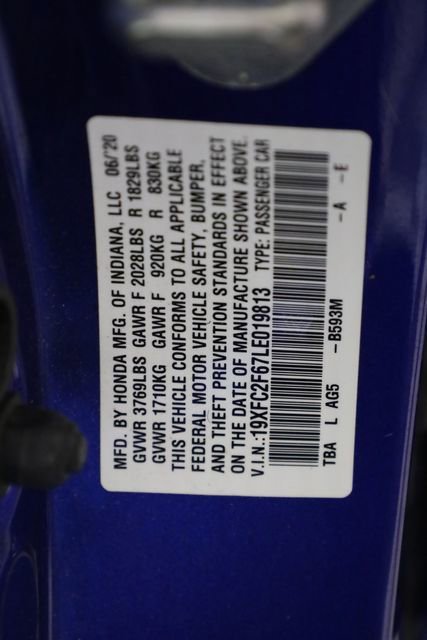 MFD. BY HONDA MFG. OF INDIANA, LLC 06/'20
GVWR 3769LBS GAWR F 2028LBS R 1829LBS
GVWR 1710KG GAWR F 920KG R 830KG
THIS VEHICLE CONFORMS TO ALL APPLICABLE
FEDERAL MOTOR VEHICLE SAFETY, BUMPER,
AND THEFT PREVENTION STANDARDS IN EFFECT
ON THE DATE OF MANUFACTURE SHOWN ABOVE.
V.I.N.:19XFC2F67LE019813 TYPE: PASSENGER CAR
TBA L AG5 -B593M -A -E